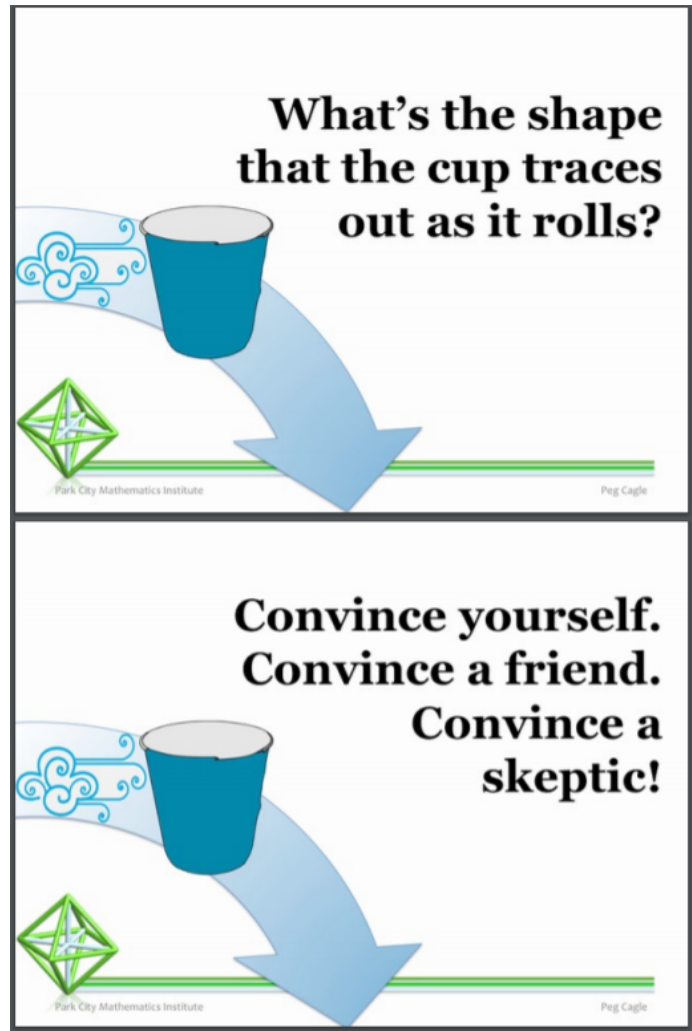 What's the shape
that the cup traces
out as it rolls?
Park City Mathematics Institute
Peg Cagle
Convince yourself.
Convince a friend.
Convince a
skeptic!
Park City Mathematics Institute
Peg Cagle